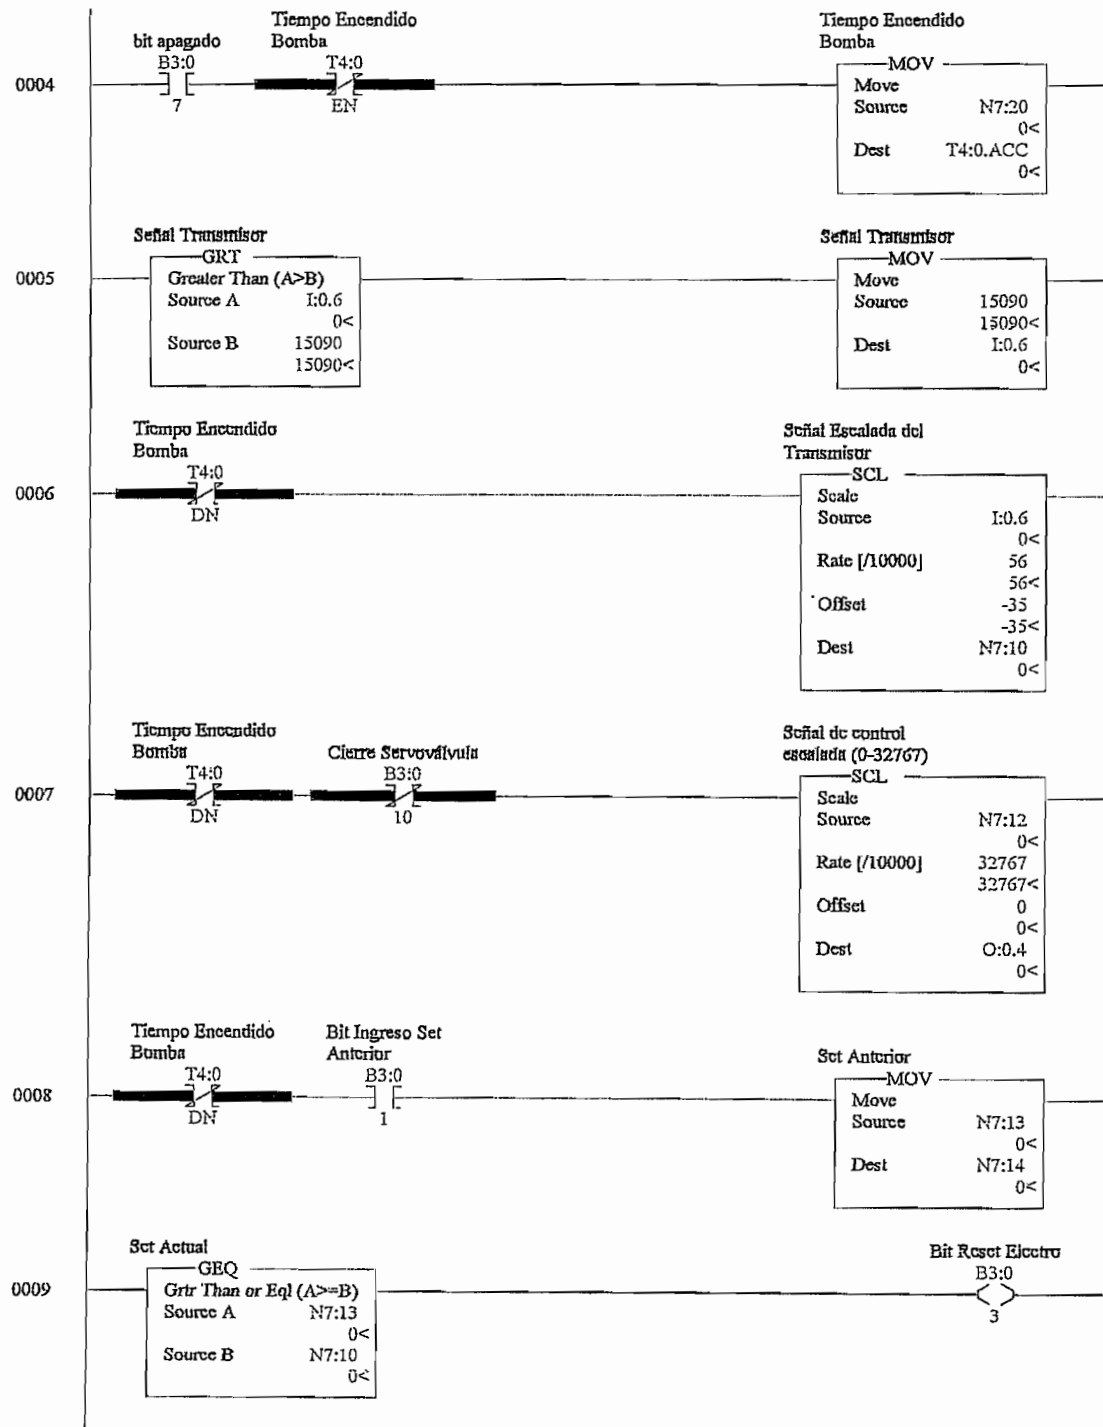 Tiempo Encendido
Bomba
Tiempo Encendido
Bomba
bit apagado
B3:0
T4:0
MOV
0004
7
EN
Move
Source N7:20
0<
Dest T4:0.ACC
0<
Señal Transmisor
GRT
Señal Transmisor
MOV
0005
Greater Than (A>B)
Source A I:0.6
0<
Source B 15090
15090<
Move
Source 15090
15090<
Dest I:0.6
0<
Tiempo Encendido
Bomba
T4:0
Señal Escalada del
Transmisor
SCL
0006
DN
Scale
Source I:0.6
0<
Rate [/10000] 56
56<
Offset -35
-35<
Dest N7:10
0<
Tiempo Encendido
Bomba
T4:0
Cierre Servoválvula
B3:0
Señal de control
escalada (0-32767)
SCL
0007
DN
10
Scale
Source N7:12
0<
Rate [/10000] 32767
32767<
Offset 0
0<
Dest O:0.4
0<
Tiempo Encendido
Bomba
T4:0
Bit Ingreso Set
Anterior
B3:0
Set Anterior
MOV
0008
DN
1
Move
Source N7:13
0<
Dest N7:14
0<
Set Actual
GEQ
Bit Reset Electro
B3:0
0009
3
Grtr Than or Eql (A>=B)
Source A N7:13
0<
Source B N7:10
0<